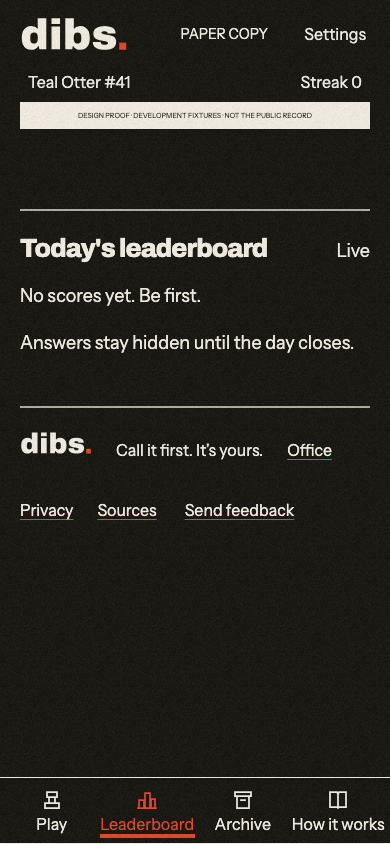 dibs. PAPER COPY Settings
Teal Otter #41 Streak 0
DESIGN PROOF · DEVELOPMENT FIXTURES · NOT THE PUBLIC RECORD
Today's leaderboard Live
No scores yet. Be first.
Answers stay hidden until the day closes.
dibs. Call it first. It’s yours. Office
Privacy Sources Send feedback
Play Leaderboard Archive How it works